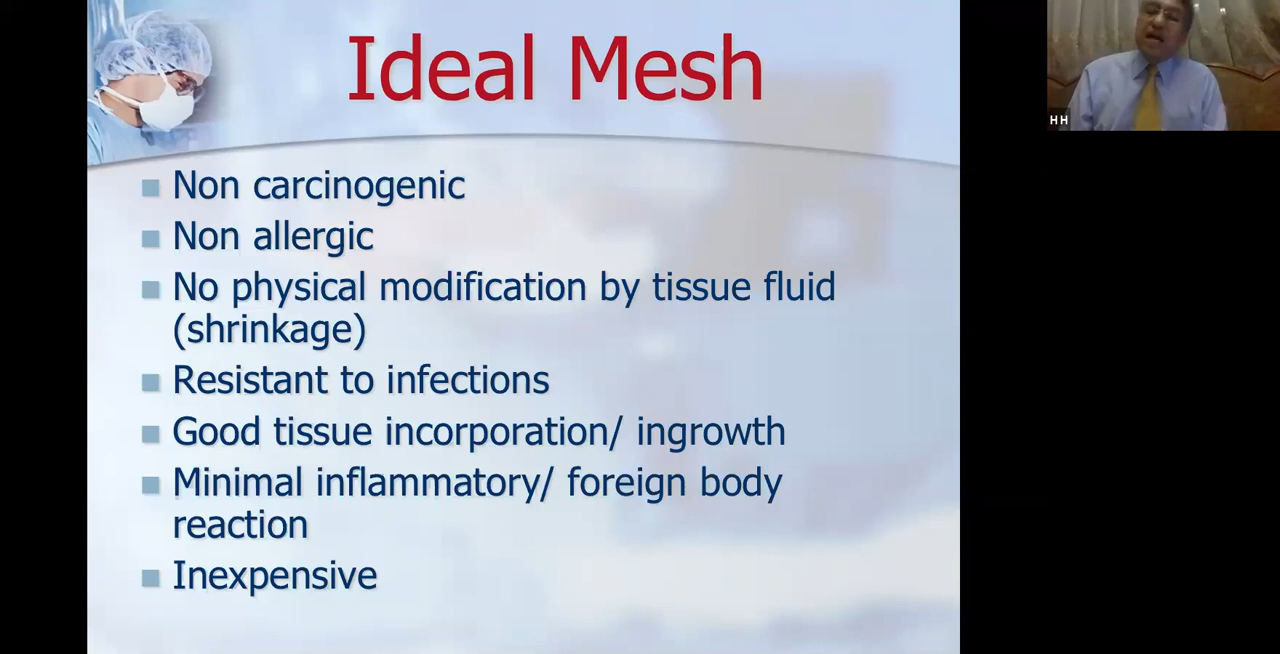 Ideal Mesh
Non carcinogenic
Non allergic
No physical modification by tissue fluid
(shrinkage)
Resistant to infections
Good tissue incorporation/ ingrowth
Minimal inflammatory/ foreign body
reaction
Inexpensive
HH